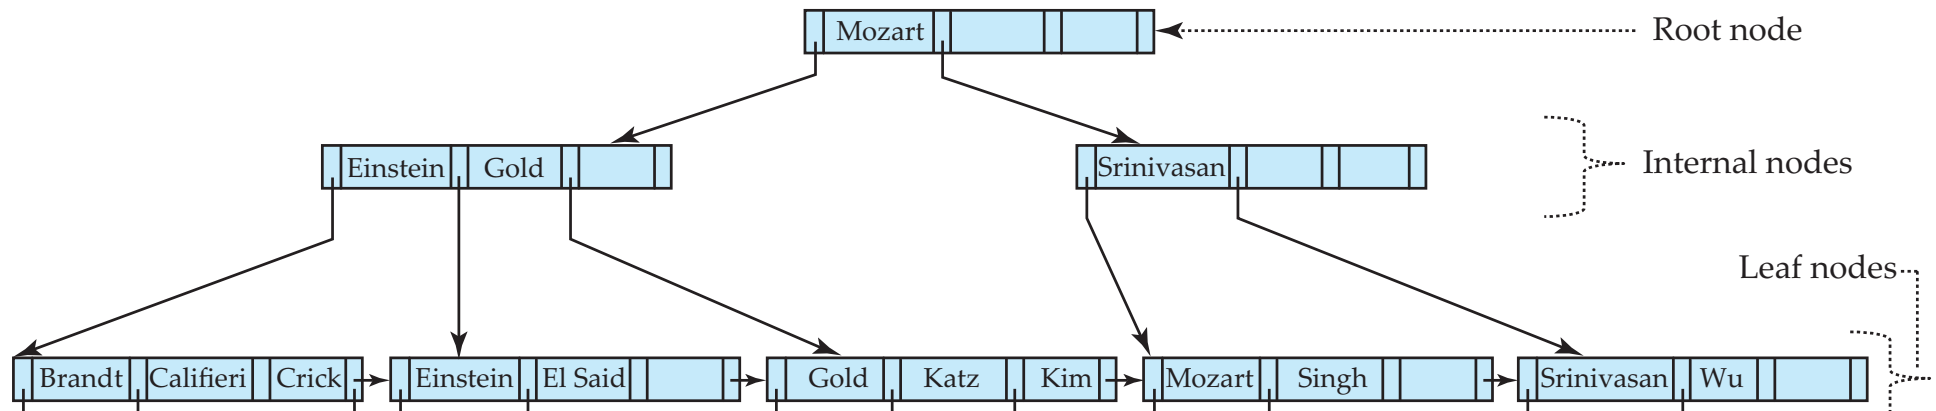 Mozart
Root node
Einstein Gold
Srinivasan
Internal nodes
Leaf nodes
Brandt Califieri Crick
Einstein El Said
Gold Katz Kim
Mozart Singh
Srinivasan Wu